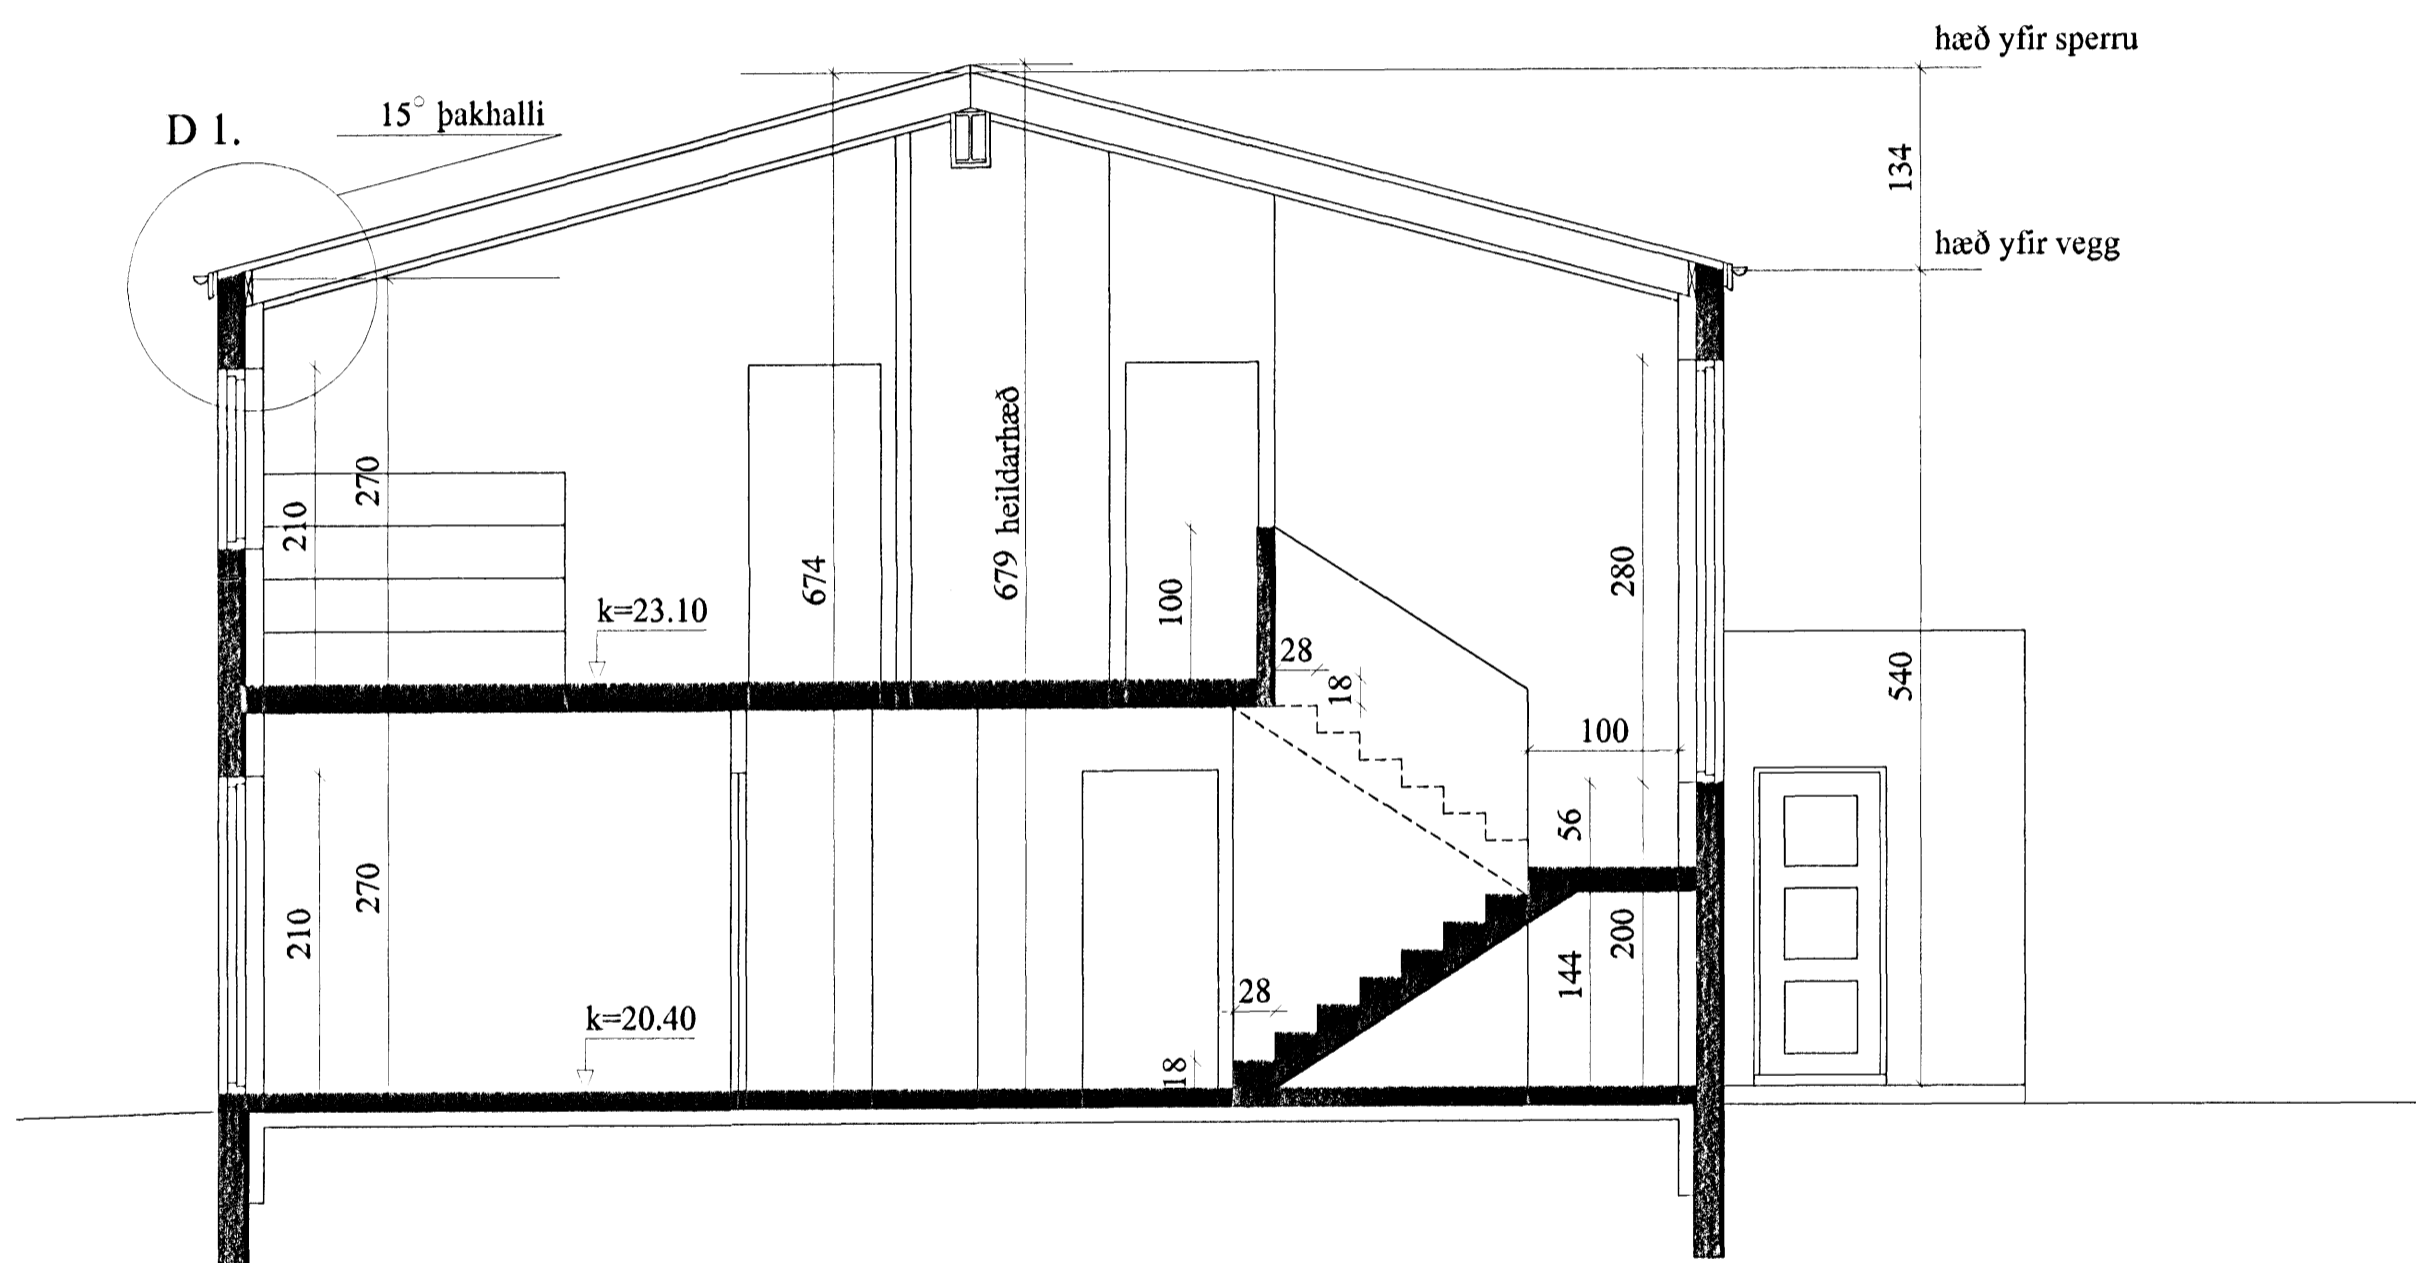 hæð yfir sperru
15° þakhalli
D 1.
134
hæð yfir vegg
679 heildarhæð
270
210
674
280
100
k=23.10
28
18
540
100
56
270
210
200
144
28
k=20.40
18